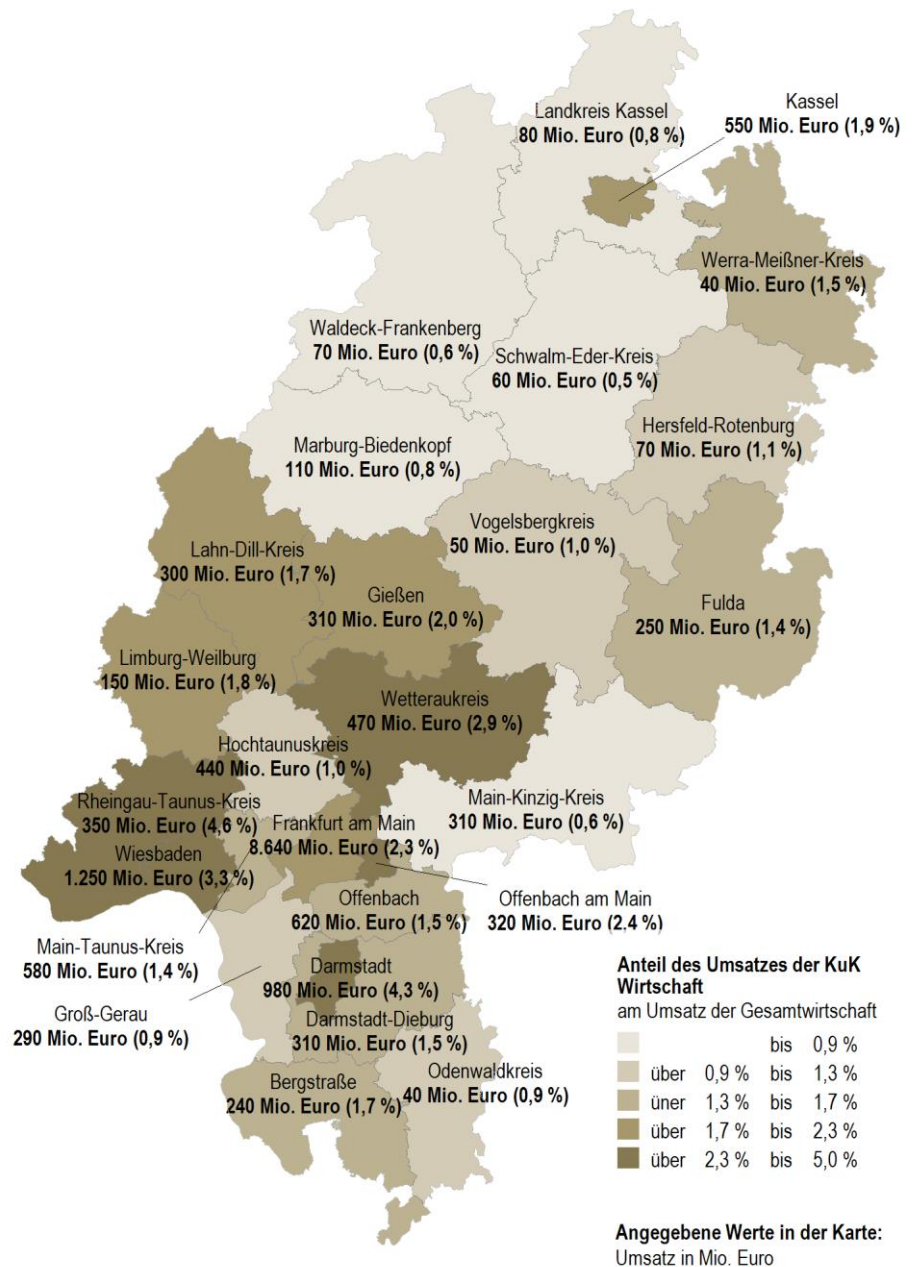 Landkreis Kassel
80 Mio. Euro (0,8 %)
Kassel
550 Mio. Euro (1,9 %)
Werra-Meißner-Kreis
40 Mio. Euro (1,5 %)
Waldeck-Frankenberg
70 Mio. Euro (0,6 %)
Schwalm-Eder-Kreis
60 Mio. Euro (0,5 %)
Hersfeld-Rotenburg
70 Mio. Euro (1,1 %)
Marburg-Biedenkopf
110 Mio. Euro (0,8 %)
Vogelsbergkreis
50 Mio. Euro (1,0 %)
Lahn-Dill-Kreis
300 Mio. Euro (1,7 %)
Gießen
310 Mio. Euro (2,0 %)
Fulda
250 Mio. Euro (1,4 %)
Limburg-Weilburg
150 Mio. Euro (1,8 %)
Wetteraukreis
470 Mio. Euro (2,9 %)
Hochtaunuskreis
440 Mio. Euro (1,0 %)
Main-Kinzig-Kreis
310 Mio. Euro (0,6 %)
Rheingau-Taunus-Kreis
350 Mio. Euro (4,6 %)
Frankfurt am Main
8.640 Mio. Euro (2,3 %)
Wiesbaden
1.250 Mio. Euro (3,3 %)
Offenbach
620 Mio. Euro (1,5 %)
Offenbach am Main
320 Mio. Euro (2,4 %)
Main-Taunus-Kreis
580 Mio. Euro (1,4 %)
Darmstadt
980 Mio. Euro (4,3 %)
Groß-Gerau
290 Mio. Euro (0,9 %)
Darmstadt-Dieburg
310 Mio. Euro (1,5 %)
Odenwaldkreis
40 Mio. Euro (0,9 %)
Bergstraße
240 Mio. Euro (1,7 %)
Anteil des Umsatzes der KuK
Wirtschaft
am Umsatz der Gesamtwirtschaft
bis 0,9 %
über 0,9 % bis 1,3 %
üner 1,3 % bis 1,7 %
über 1,7 % bis 2,3 %
über 2,3 % bis 5,0 %
Angegebene Werte in der Karte:
Umsatz in Mio. Euro